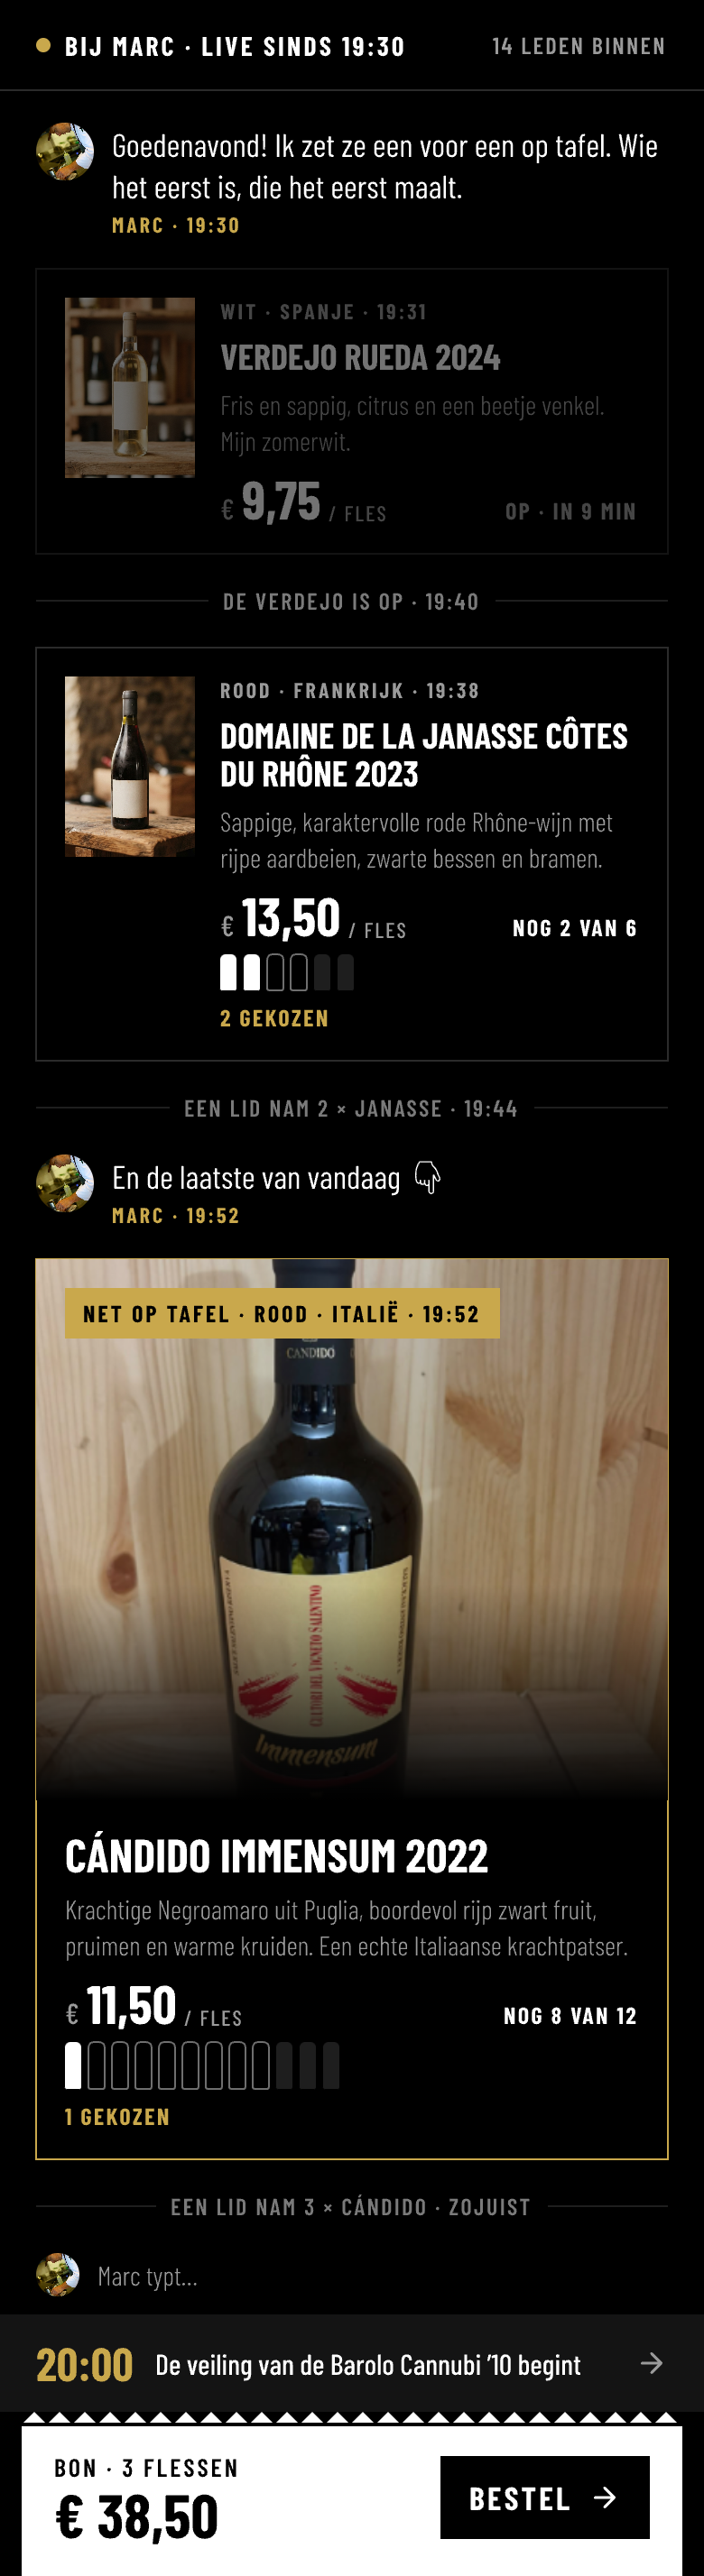 BIJ MARC · LIVE SINDS 19:30
14 LEDEN BINNEN
Goedenavond! Ik zet ze een voor een op tafel. Wie
het eerst is, die het eerst maalt.
MARC · 19:30
WIT · SPANJE · 19:31
VERDEJO RUEDA 2024
Fris en sappig, citrus en een beetje venkel.
Mijn zomerwit.
€ 9,75 / FLES
OP · IN 9 MIN
DE VERDEJO IS OP · 19:40
ROOD · FRANKRIJK · 19:38
DOMAINE DE LA JANASSE CÔTES
DU RHÔNE 2023
Sappige, karaktervolle rode Rhône-wijn met
rijpe aardbeien, zwarte bessen en bramen.
€ 13,50 / FLES
NOG 2 VAN 6
2 GEKOZEN
EEN LID NAM 2 × JANASSE · 19:44
En de laatste van vandaag 👇
MARC · 19:52
NET OP TAFEL · ROOD · ITALIË · 19:52
CANDIDO
CULTORI DEL VIGNETO SALENTINO
Immensum
CÁNDIDO IMMENSUM 2022
Krachtige Negroamaro uit Puglia, boordevol rijp zwart fruit,
pruimen en warme kruiden. Een echte Italiaanse krachtpatser.
€ 11,50 / FLES
NOG 8 VAN 12
1 GEKOZEN
EEN LID NAM 3 × CÁNDIDO · ZOJUIST
Marc typt...
20:00 De veiling van de Barolo Cannubi '10 begint →
BON · 3 FLESSEN
€ 38,50
BESTEL →